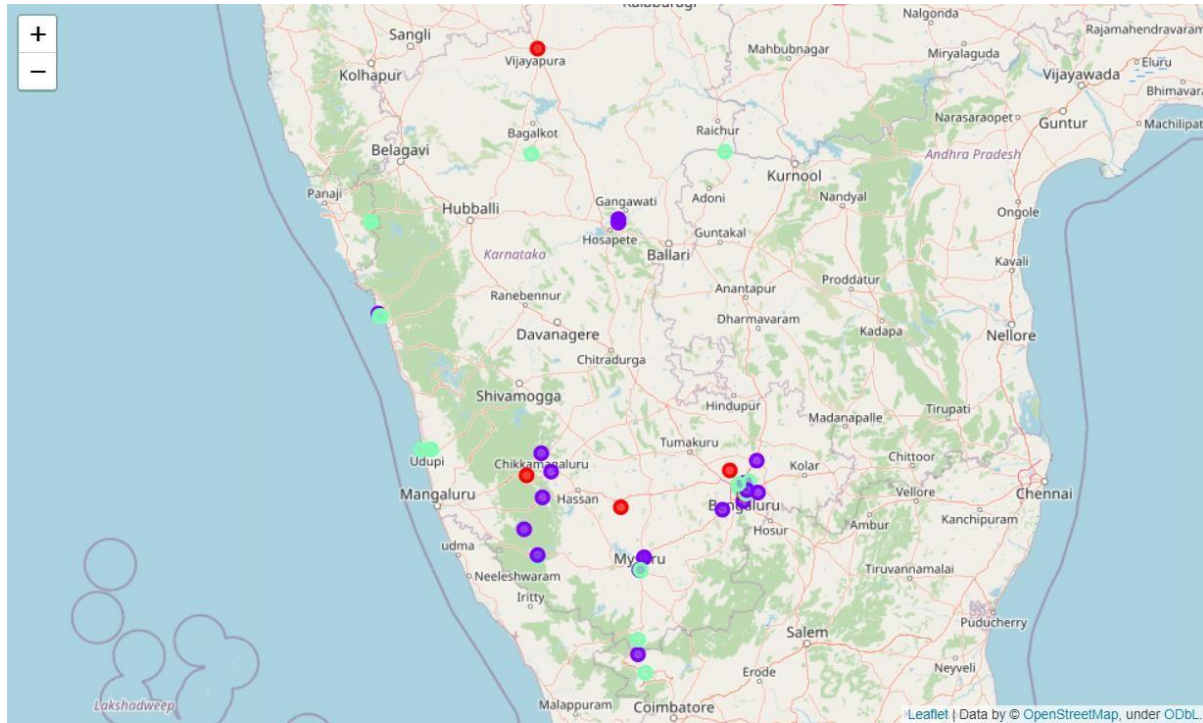 +
−
Kalaburagi
Nalgonda
Rajamahendravaram
Sangli
Mahbubnagar
Miryalaguda
Eluru
Vijayapura
Kolhapur
Vijayawada
Bhimavara
Narasaraopet
Guntur
Machilipat
Bagalkot
Raichur
Belagavi
Andhra Pradesh
Kurnool
Panaji
Gangawati
Adoni
Nandyal
Hubballi
Ongole
Hosapete
Guntakal
Karnataka
Ballari
Kavali
Proddatur
Ranebennur
Anantapur
Davanagere
Dharmavaram
Kadapa
Nellore
Chitradurga
Shivamogga
Hindupur
Madanapalle
Tirupati
Tumakuru
Udupi
Chikkamagaluru
Kolar
Chittoor
Mangaluru
Hassan
Vellore
Chennai
Bengaluru
Kanchipuram
Hosur
Ambur
udma
Mysuru
Neeleshwaram
Tiruvannamalai
Iritty
Puducherry
Salem
Neyveli
Erode
Lakshadweep
Malappuram
Coimbatore
Leaflet | Data by © OpenStreetMap, under ODbL.